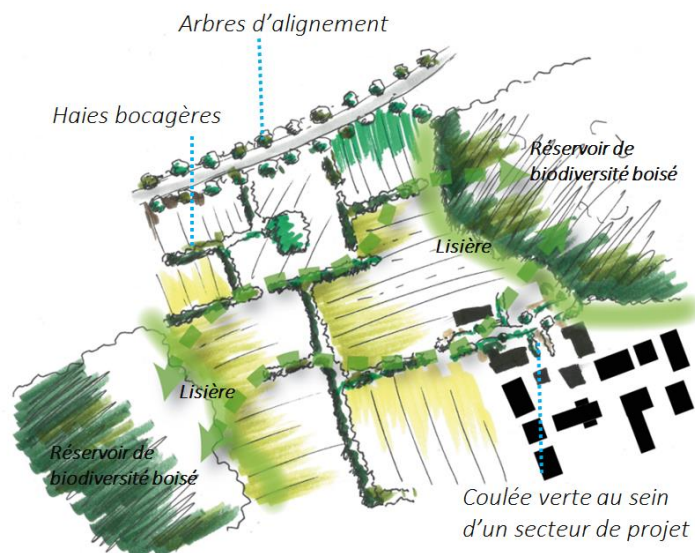 Arbres d'alignement
Haies bocagères
Réservoir de
biodiversité boisé
Lisière
Lisière
Réservoir de
biodiversité boisé
Coulée verte au sein
d'un secteur de projet